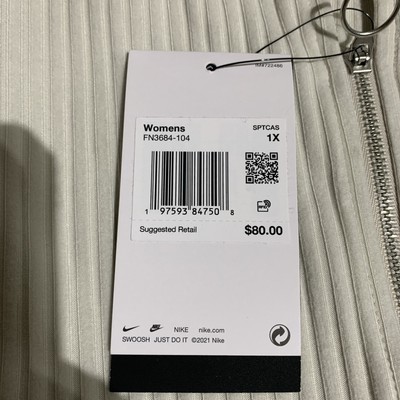 Womens
SPTCAS
FN3684-104
1X
1 97593 84750 8
Suggested Retail
$80.00
NIKE nike.com
SWOOSH JUST DO IT ©2021 Nike